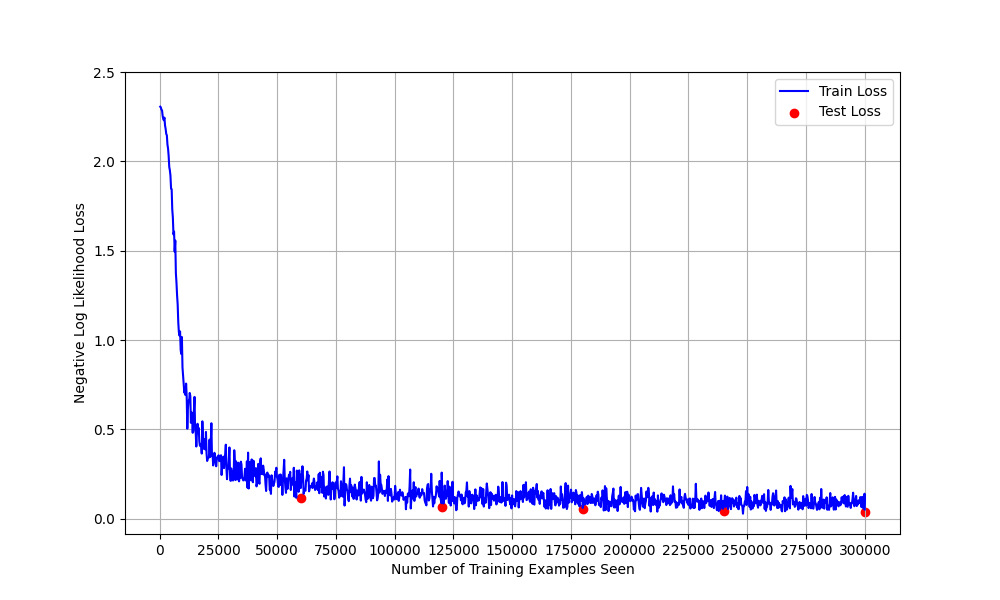 2.5
2.0
1.5
1.0
0.5
0.0
Negative Log Likelihood Loss
Train Loss
Test Loss
0 25000 50000 75000 100000 125000 150000 175000 200000 225000 250000 275000 300000
Number of Training Examples Seen